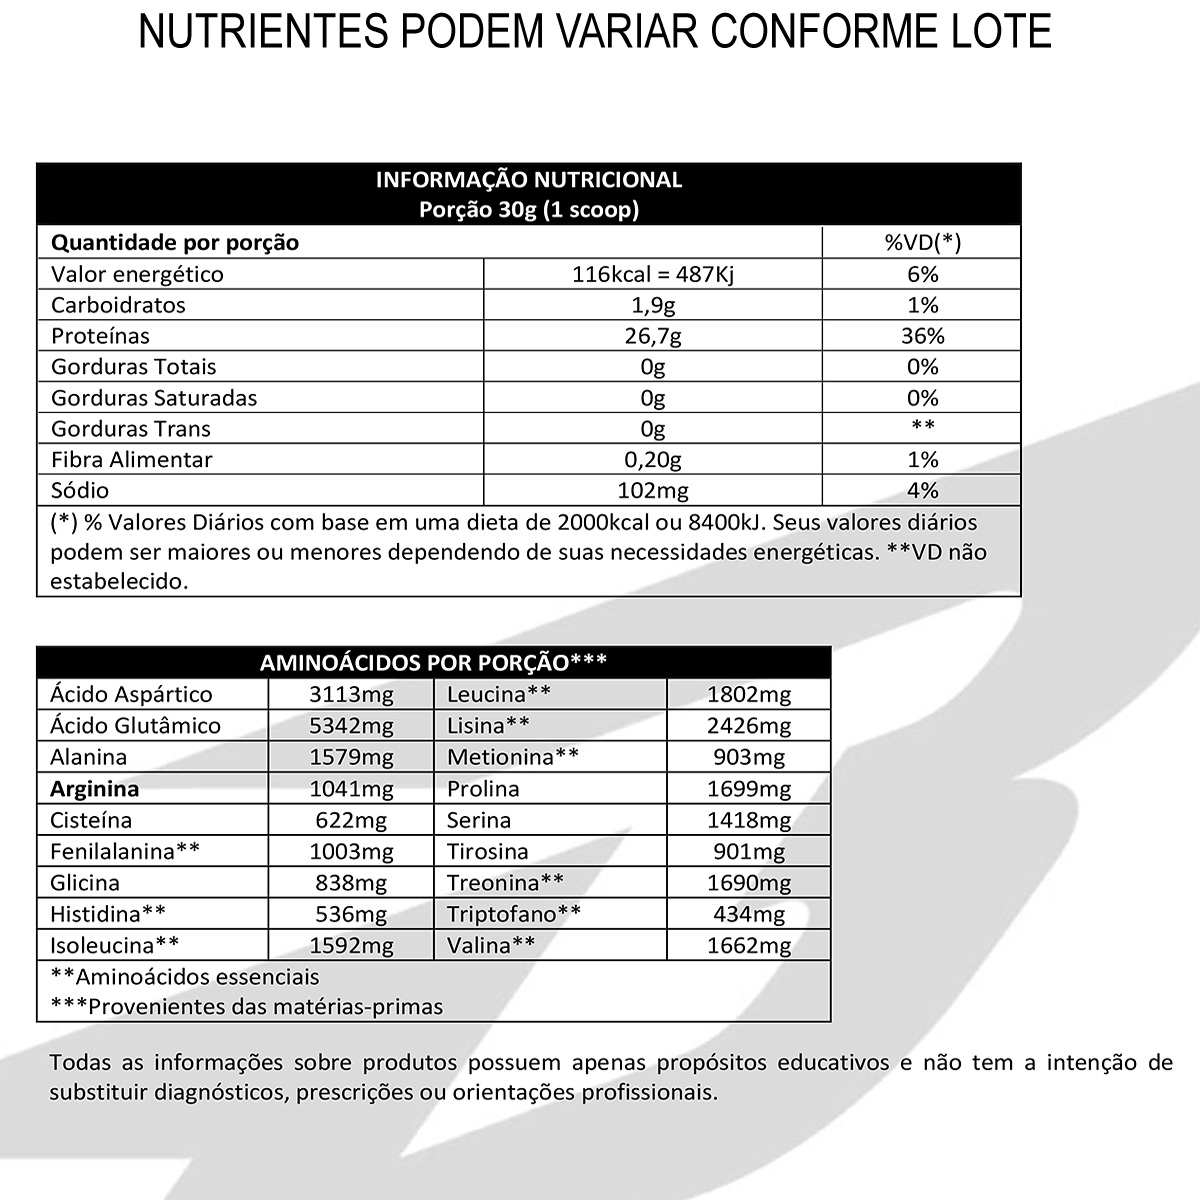 NUTRIENTES PODEM VARIAR CONFORME LOTE
INFORMAÇÃO NUTRICIONAL
Porção 30g (1 scoop)
Quantidade por porção %VD(*)
Valor energético 116kcal = 487Kj 6%
Carboidratos 1,9g 1%
Proteínas 26,7g 36%
Gorduras Totais 0g 0%
Gorduras Saturadas 0g 0%
Gorduras Trans 0g **
Fibra Alimentar 0,20g 1%
Sódio 102mg 4%
(*) % Valores Diários com base em uma dieta de 2000kcal ou 8400kJ. Seus valores diários
podem ser maiores ou menores dependendo de suas necessidades energéticas. **VD não
estabelecido.
AMINOÁCIDOS POR PORÇÃO***
Ácido Aspártico 3113mg Leucina** 1802mg
Ácido Glutâmico 5342mg Lisina** 2426mg
Alanina 1579mg Metionina** 903mg
Arginina 1041mg Prolina 1699mg
Cisteína 622mg Serina 1418mg
Fenilalanina** 1003mg Tirosina 901mg
Glicina 838mg Treonina** 1690mg
Histidina** 536mg Triptofano** 434mg
Isoleucina** 1592mg Valina** 1662mg
**Aminoácidos essenciais
***Provenientes das matérias-primas
Todas as informações sobre produtos possuem apenas propósitos educativos e não tem a intenção de
substituir diagnósticos, prescrições ou orientações profissionais.